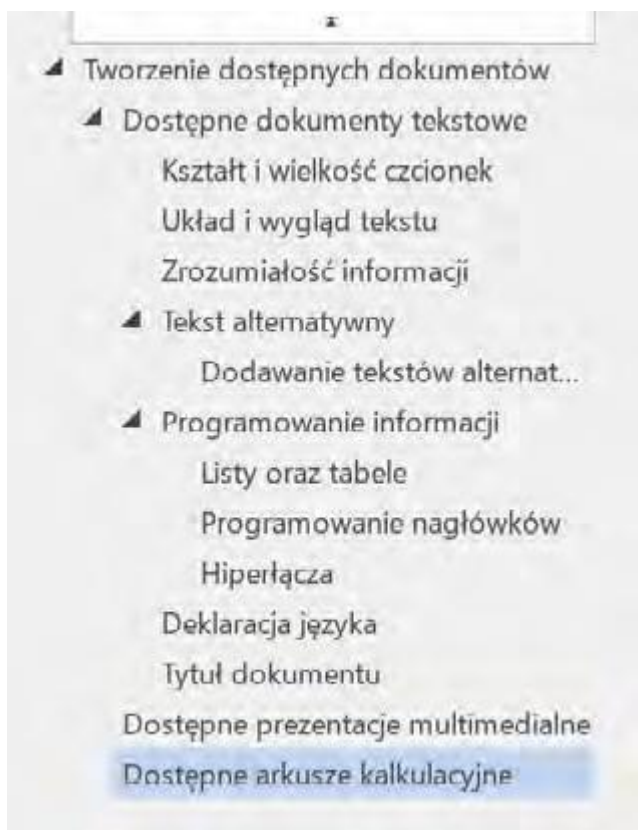 Tworzenie dostępnych dokumentów
Dostępne dokumenty tekstowe
Kształt i wielkość czcionek
Układ i wygląd tekstu
Zrozumiałość informacji
Tekst alternatywny
Dodawanie tekstów alternat...
Programowanie informacji
Listy oraz tabele
Programowanie nagłówków
Hiperłącza
Deklaracja języka
Tytuł dokumentu
Dostępne prezentacje multimedialne
Dostępne arkusze kalkulacyjne